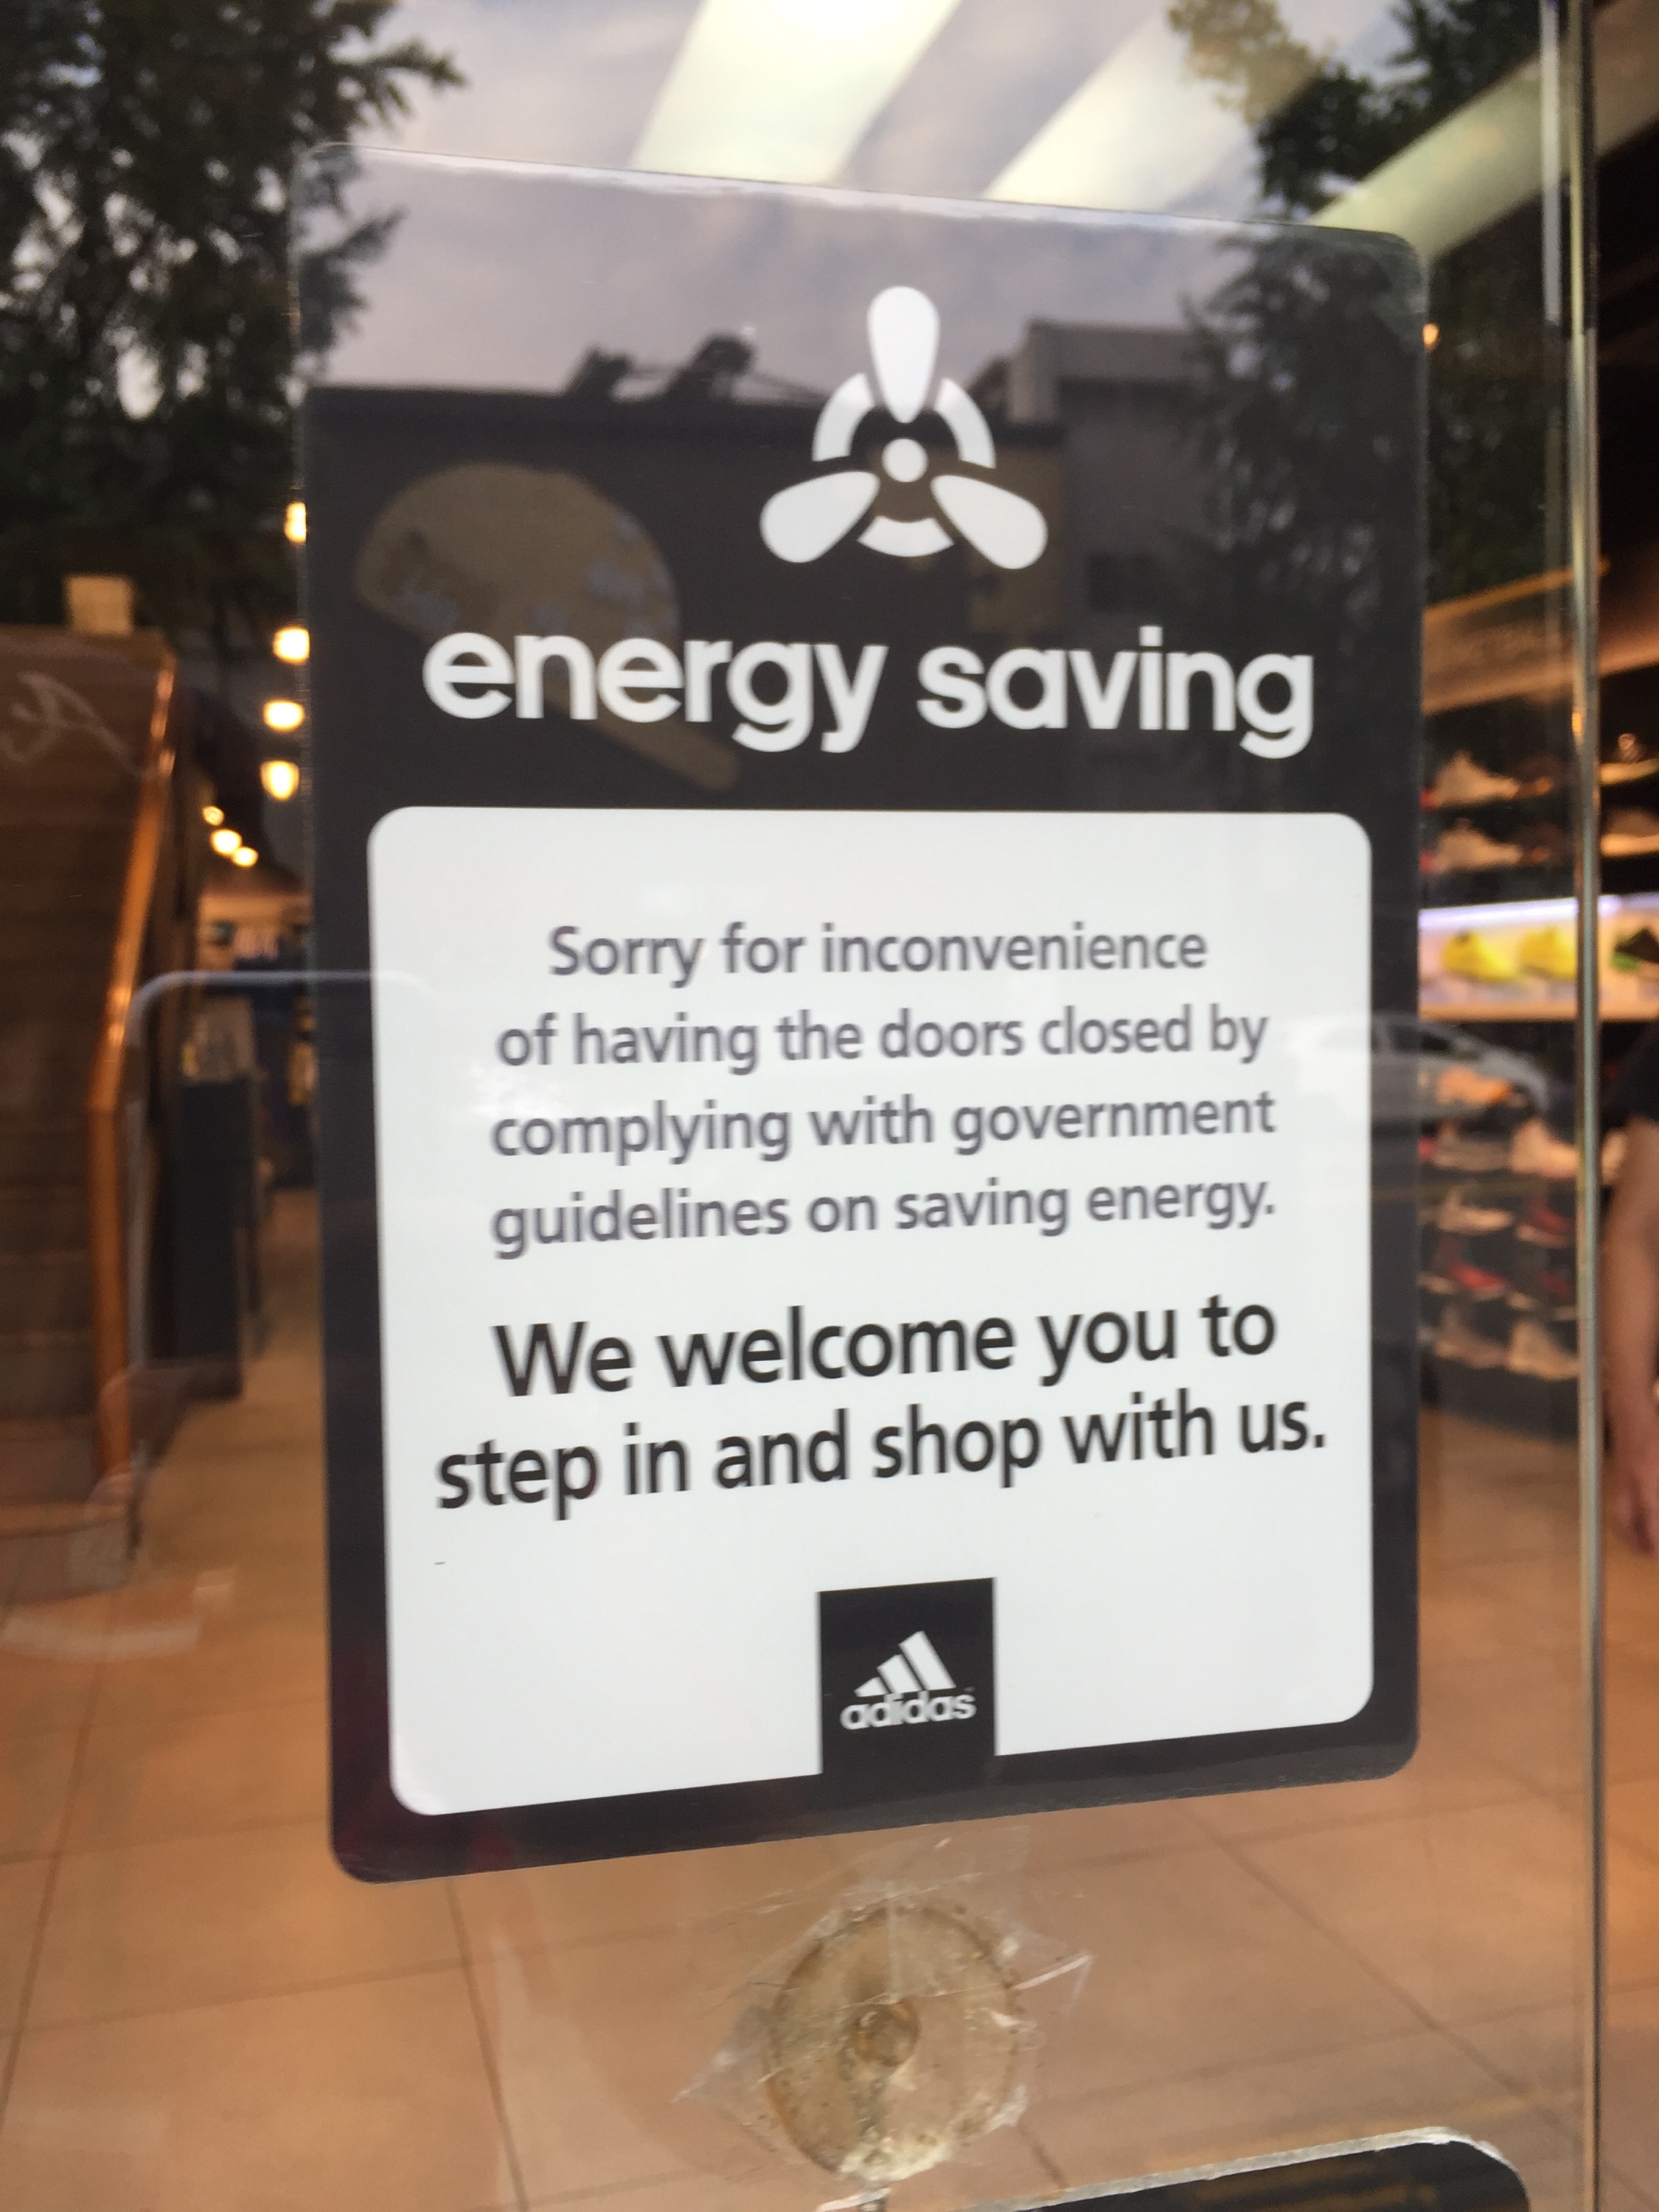 energy saving
Sorry for inconvenience
of having the doors closed by
complying with government
guidelines on saving energy.
We welcome you to
step in and shop with us.
adidas